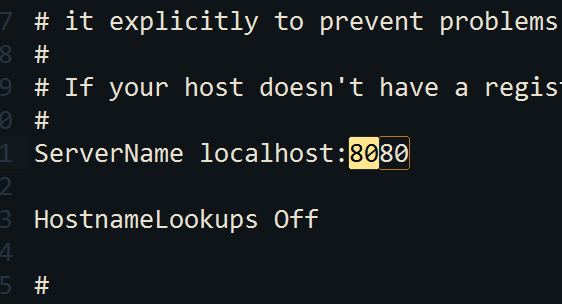 7 # it explicitly to prevent problems
8 #
9 # If your host doesn't have a regis
0 #
1 ServerName localhost:8080
2
3 HostnameLookups Off
4
5 #